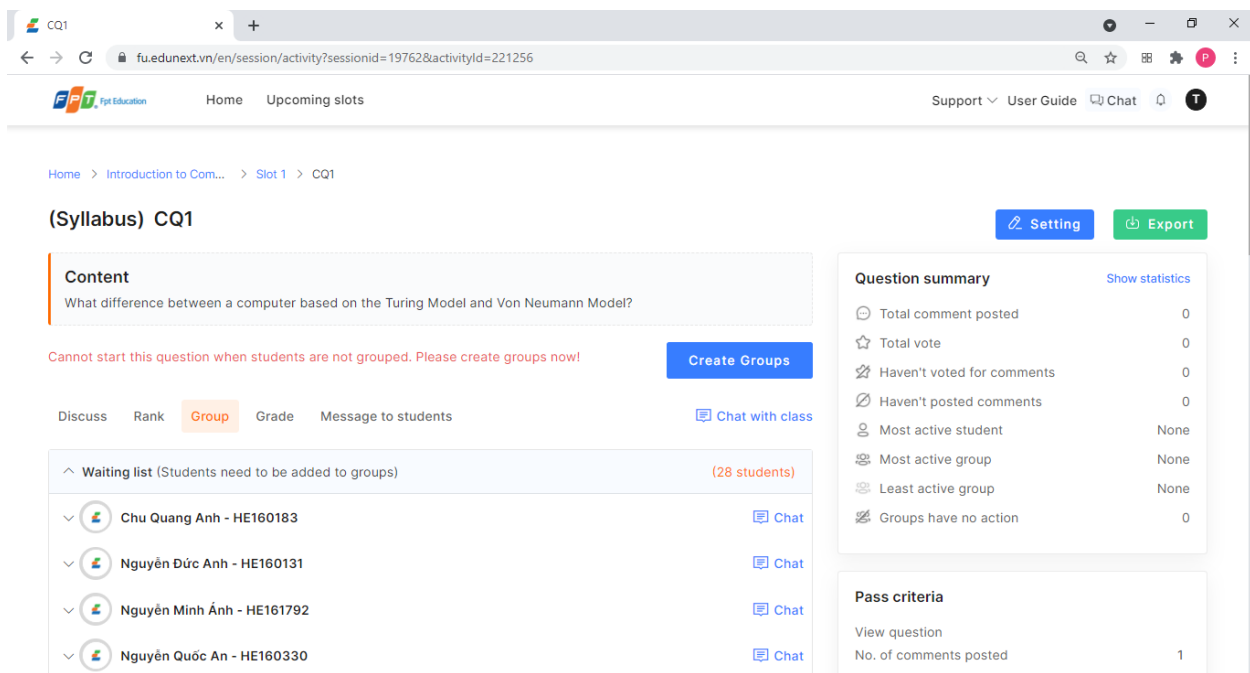 CQ1
fu.edunext.vn/en/session/activity?sessionid=19762&activityId=221256
P
FPT. Fpt Education
Home Upcoming slots
Support User Guide Chat T
Home > Introduction to Com... > Slot 1 > CQ1
(Syllabus) CQ1
Setting
Export
Content
What difference between a computer based on the Turing Model and Von Neumann Model?
Cannot start this question when students are not grouped. Please create groups now!
Create Groups
Discuss Rank Group Grade Message to students
Chat with class
Waiting list (Students need to be added to groups) (28 students)
Chu Quang Anh - HE160183 Chat
Nguyễn Đức Anh - HE160131 Chat
Nguyễn Minh Ánh - HE161792 Chat
Nguyễn Quốc An - HE160330 Chat
Question summary Show statistics
Total comment posted 0
Total vote 0
Haven't voted for comments 0
Haven't posted comments 0
Most active student None
Most active group None
Least active group None
Groups have no action 0
Pass criteria
View question
No. of comments posted 1